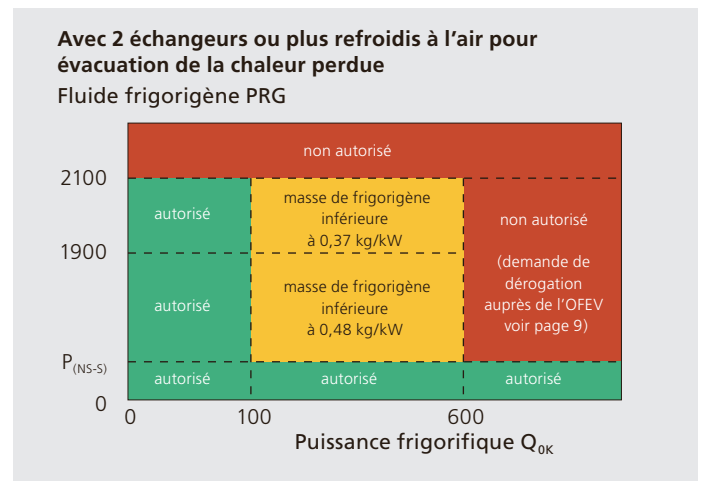 Avec 2 échangeurs ou plus refroidis à l'air pour
évacuation de la chaleur perdue
Fluide frigorigène PRG
non autorisé
2100
autorisé
masse de frigorigène
inférieure
à 0,37 kg/kW
non autorisé
1900
(demande de
dérogation
auprès de l'OFEV
voir page 9)
autorisé
masse de frigorigène
inférieure
à 0,48 kg/kW
P(NS-S)
autorisé
autorisé
autorisé
0
0
100
600
Puissance frigorifique Q0K